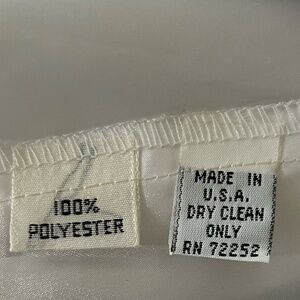 100%
POLYESTER
MADE IN
U.S.A.
DRY CLEAN
ONLY
RN 72252